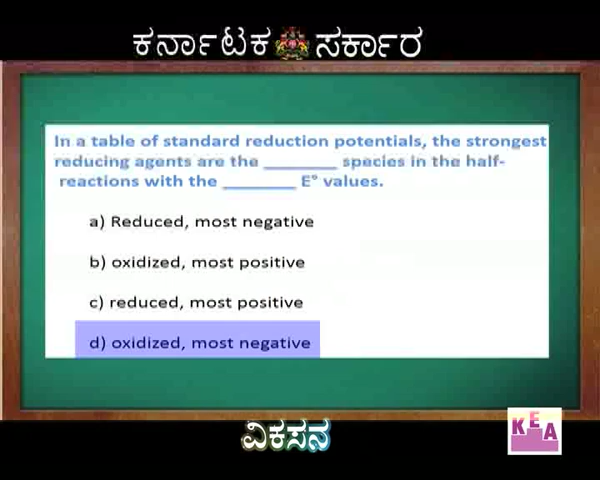 ಕರ್ನಾಟಕ ಸರ್ಕಾರ
In a table of standard reduction potentials, the strongest
reducing agents are the ________ species in the half-
reactions with the ________ E° values.
a) Reduced, most negative
b) oxidized, most positive
c) reduced, most positive
d) oxidized, most negative
ವಿಕಸನ
KEA